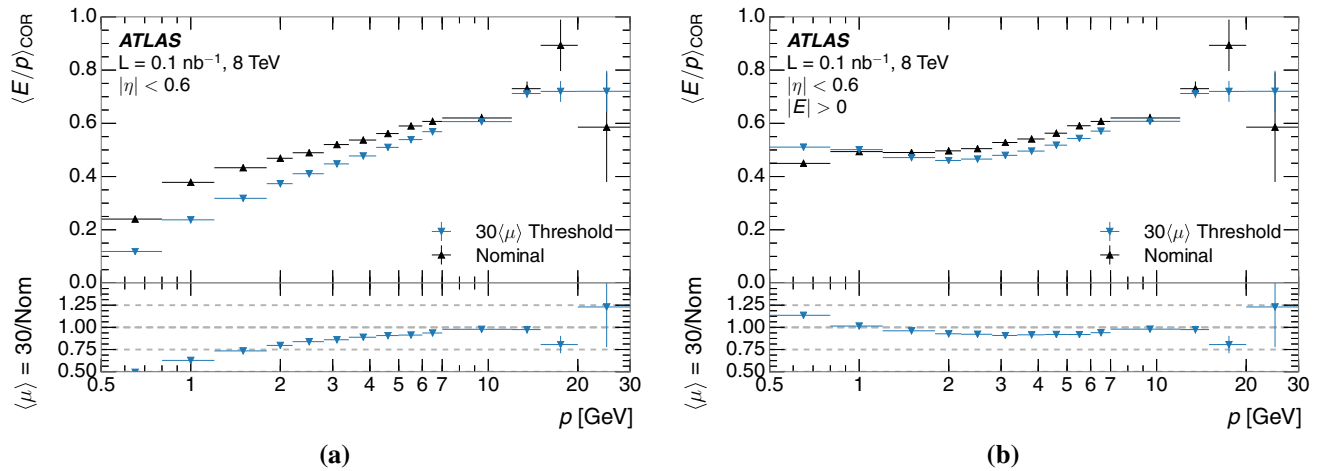 ATLAS
L = 0.1 nb⁻¹, 8 TeV
|η| < 0.6
⟨E/p⟩COR
1.0
0.8
0.6
0.4
0.2
0.0
30⟨μ⟩ Threshold
Nominal
⟨μ⟩ = 30/Nom
1.25
1.00
0.75
0.50
0.5 1 2 3 4 5 6 7 10 20 30
p [GeV]
(a)
ATLAS
L = 0.1 nb⁻¹, 8 TeV
|η| < 0.6
|E| > 0
⟨E/p⟩COR
1.0
0.8
0.6
0.4
0.2
0.0
30⟨μ⟩ Threshold
Nominal
⟨μ⟩ = 30/Nom
1.25
1.00
0.75
0.50
0.5 1 2 3 4 5 6 7 10 20 30
p [GeV]
(b)